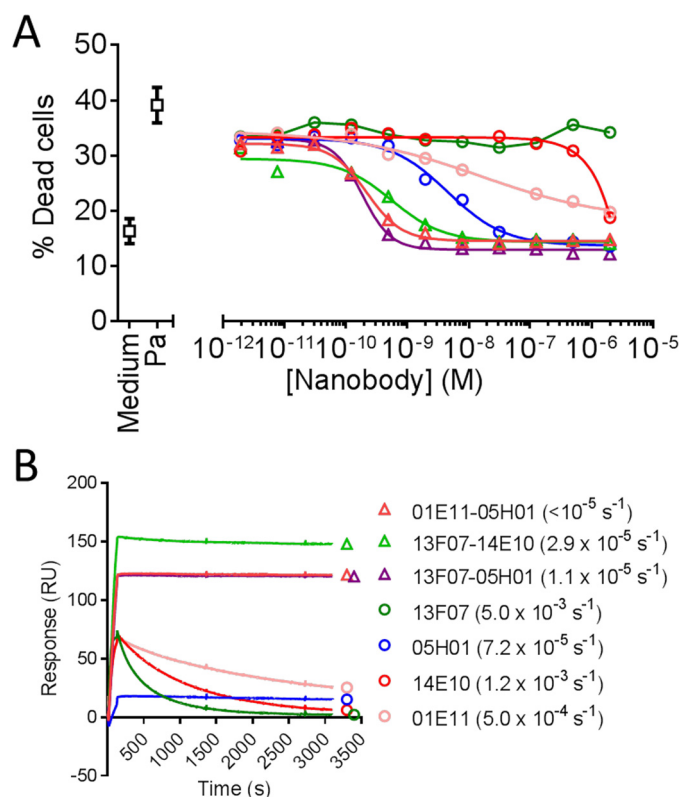 A
50
40
30
20
10
0
% Dead cells
Medium
Pa
10⁻¹² 10⁻¹¹ 10⁻¹⁰ 10⁻⁹ 10⁻⁸ 10⁻⁷ 10⁻⁶ 10⁻⁵
[Nanobody] (M)
B
200
150
100
50
0
-50
Response (RU)
500 1000 1500 2000 2500 3000 3500
Time (s)
01E11-05H01 (<10⁻⁵ s⁻¹)
13F07-14E10 (2.9 x 10⁻⁵ s⁻¹)
13F07-05H01 (1.1 x 10⁻⁵ s⁻¹)
13F07 (5.0 x 10⁻³ s⁻¹)
05H01 (7.2 x 10⁻⁵ s⁻¹)
14E10 (1.2 x 10⁻³ s⁻¹)
01E11 (5.0 x 10⁻⁴ s⁻¹)